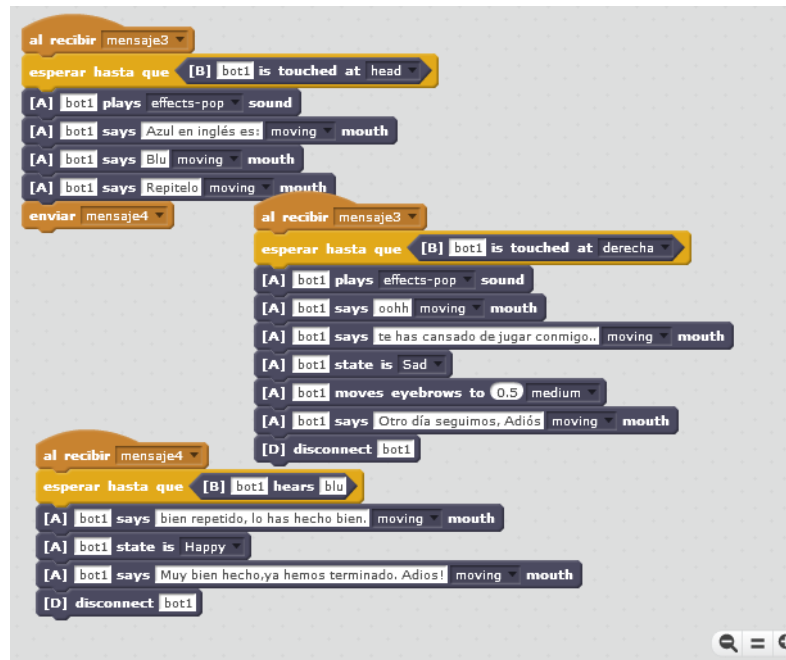 al recibir mensaje3
esperar hasta que [B] bot1 is touched at head
[A] bot1 plays effects-pop sound
[A] bot1 says Azul en inglés es: moving mouth
[A] bot1 says Blu moving mouth
[A] bot1 says Repitelo moving mouth
enviar mensaje4
al recibir mensaje3
esperar hasta que [B] bot1 is touched at derecha
[A] bot1 plays effects-pop sound
[A] bot1 says oohh moving mouth
[A] bot1 says te has cansado de jugar conmigo.. moving mouth
[A] bot1 state is Sad
[A] bot1 moves eyebrows to 0.5 medium
[A] bot1 says Otro día seguimos, Adiós moving mouth
[D] disconnect bot1
al recibir mensaje4
esperar hasta que [B] bot1 hears blu
[A] bot1 says bien repetido, lo has hecho bien. moving mouth
[A] bot1 state is Happy
[A] bot1 says Muy bien hecho,ya hemos terminado. Adios! moving mouth
[D] disconnect bot1